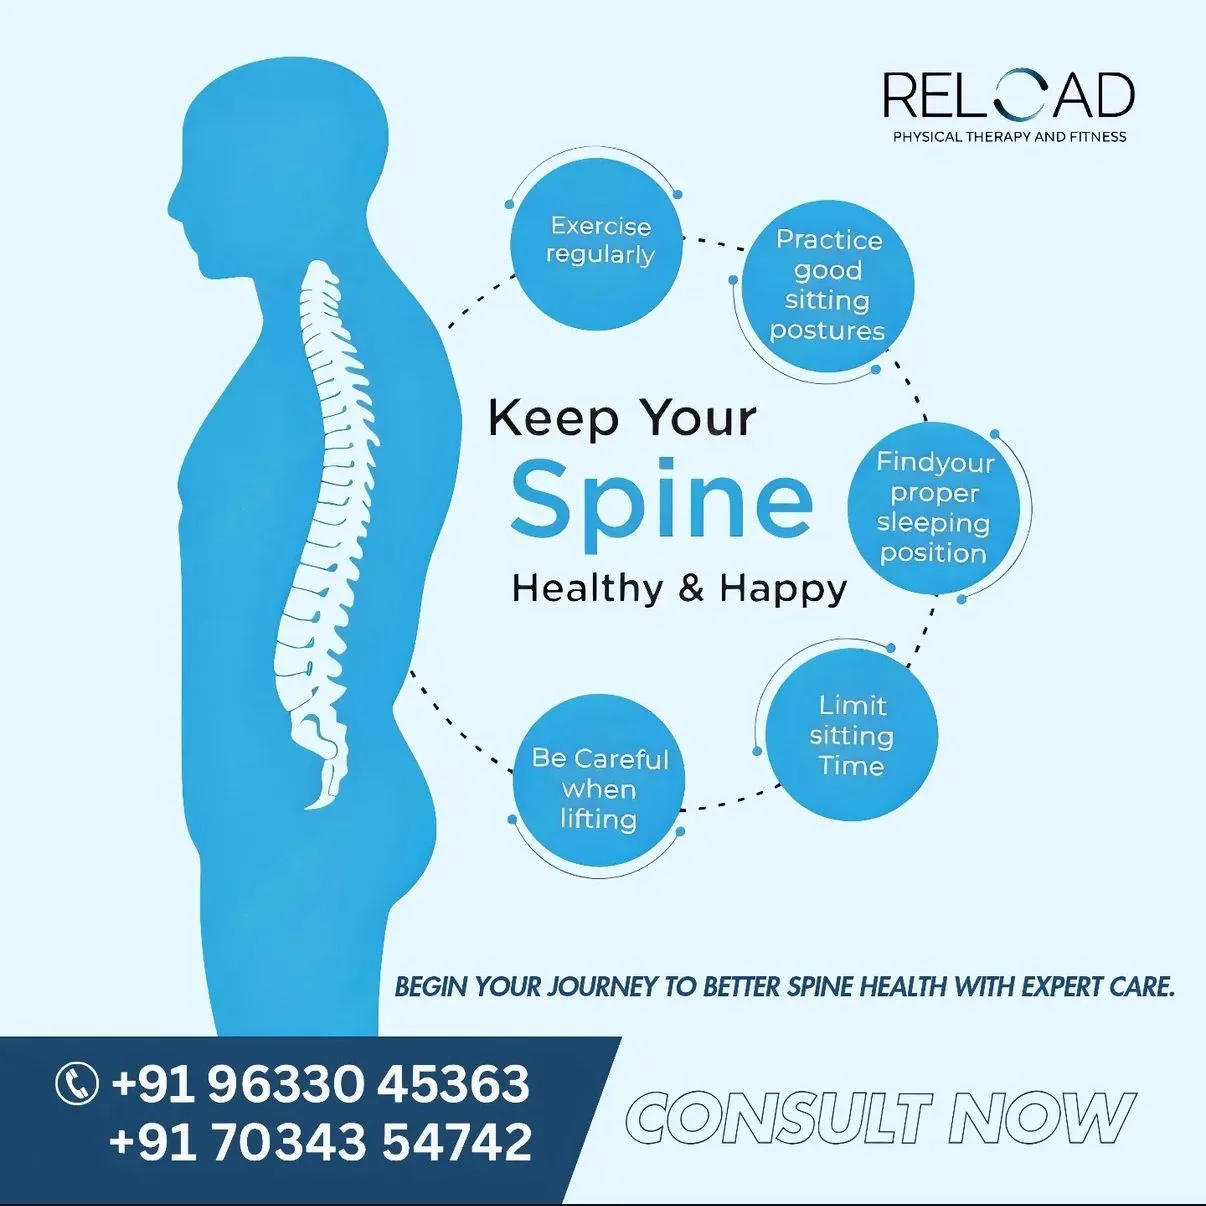 RELOAD
PHYSICAL THERAPY AND FITNESS
Exercise
regularly
Practice
good
sitting
postures
Findyour
proper
sleeping
position
Limit
sitting
Time
Be Careful
when
lifting
Keep Your
Spine
Healthy & Happy
BEGIN YOUR JOURNEY TO BETTER SPINE HEALTH WITH EXPERT CARE.
+91 96330 45363
+91 70343 54742
CONSULT NOW